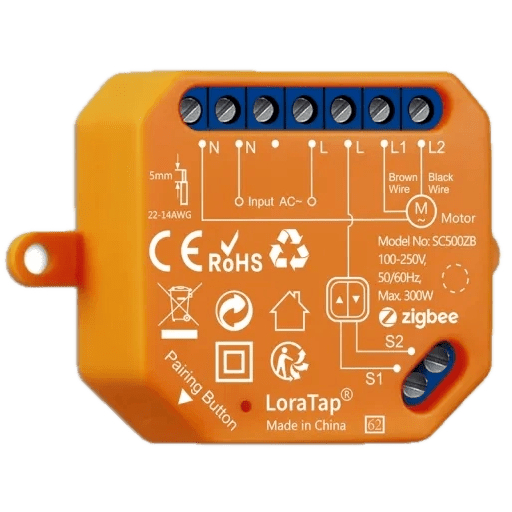 N N L L L1 L2
5mm
Brown Wire
Black Wire
Input AC~
22-14AWG
M
Motor
CE
RoHS
Model No: SC500ZB
100-250V,
50/60Hz,
Max. 300W
zigbee
S2
S1
Pairing Button
LoraTap®
Made in China
62